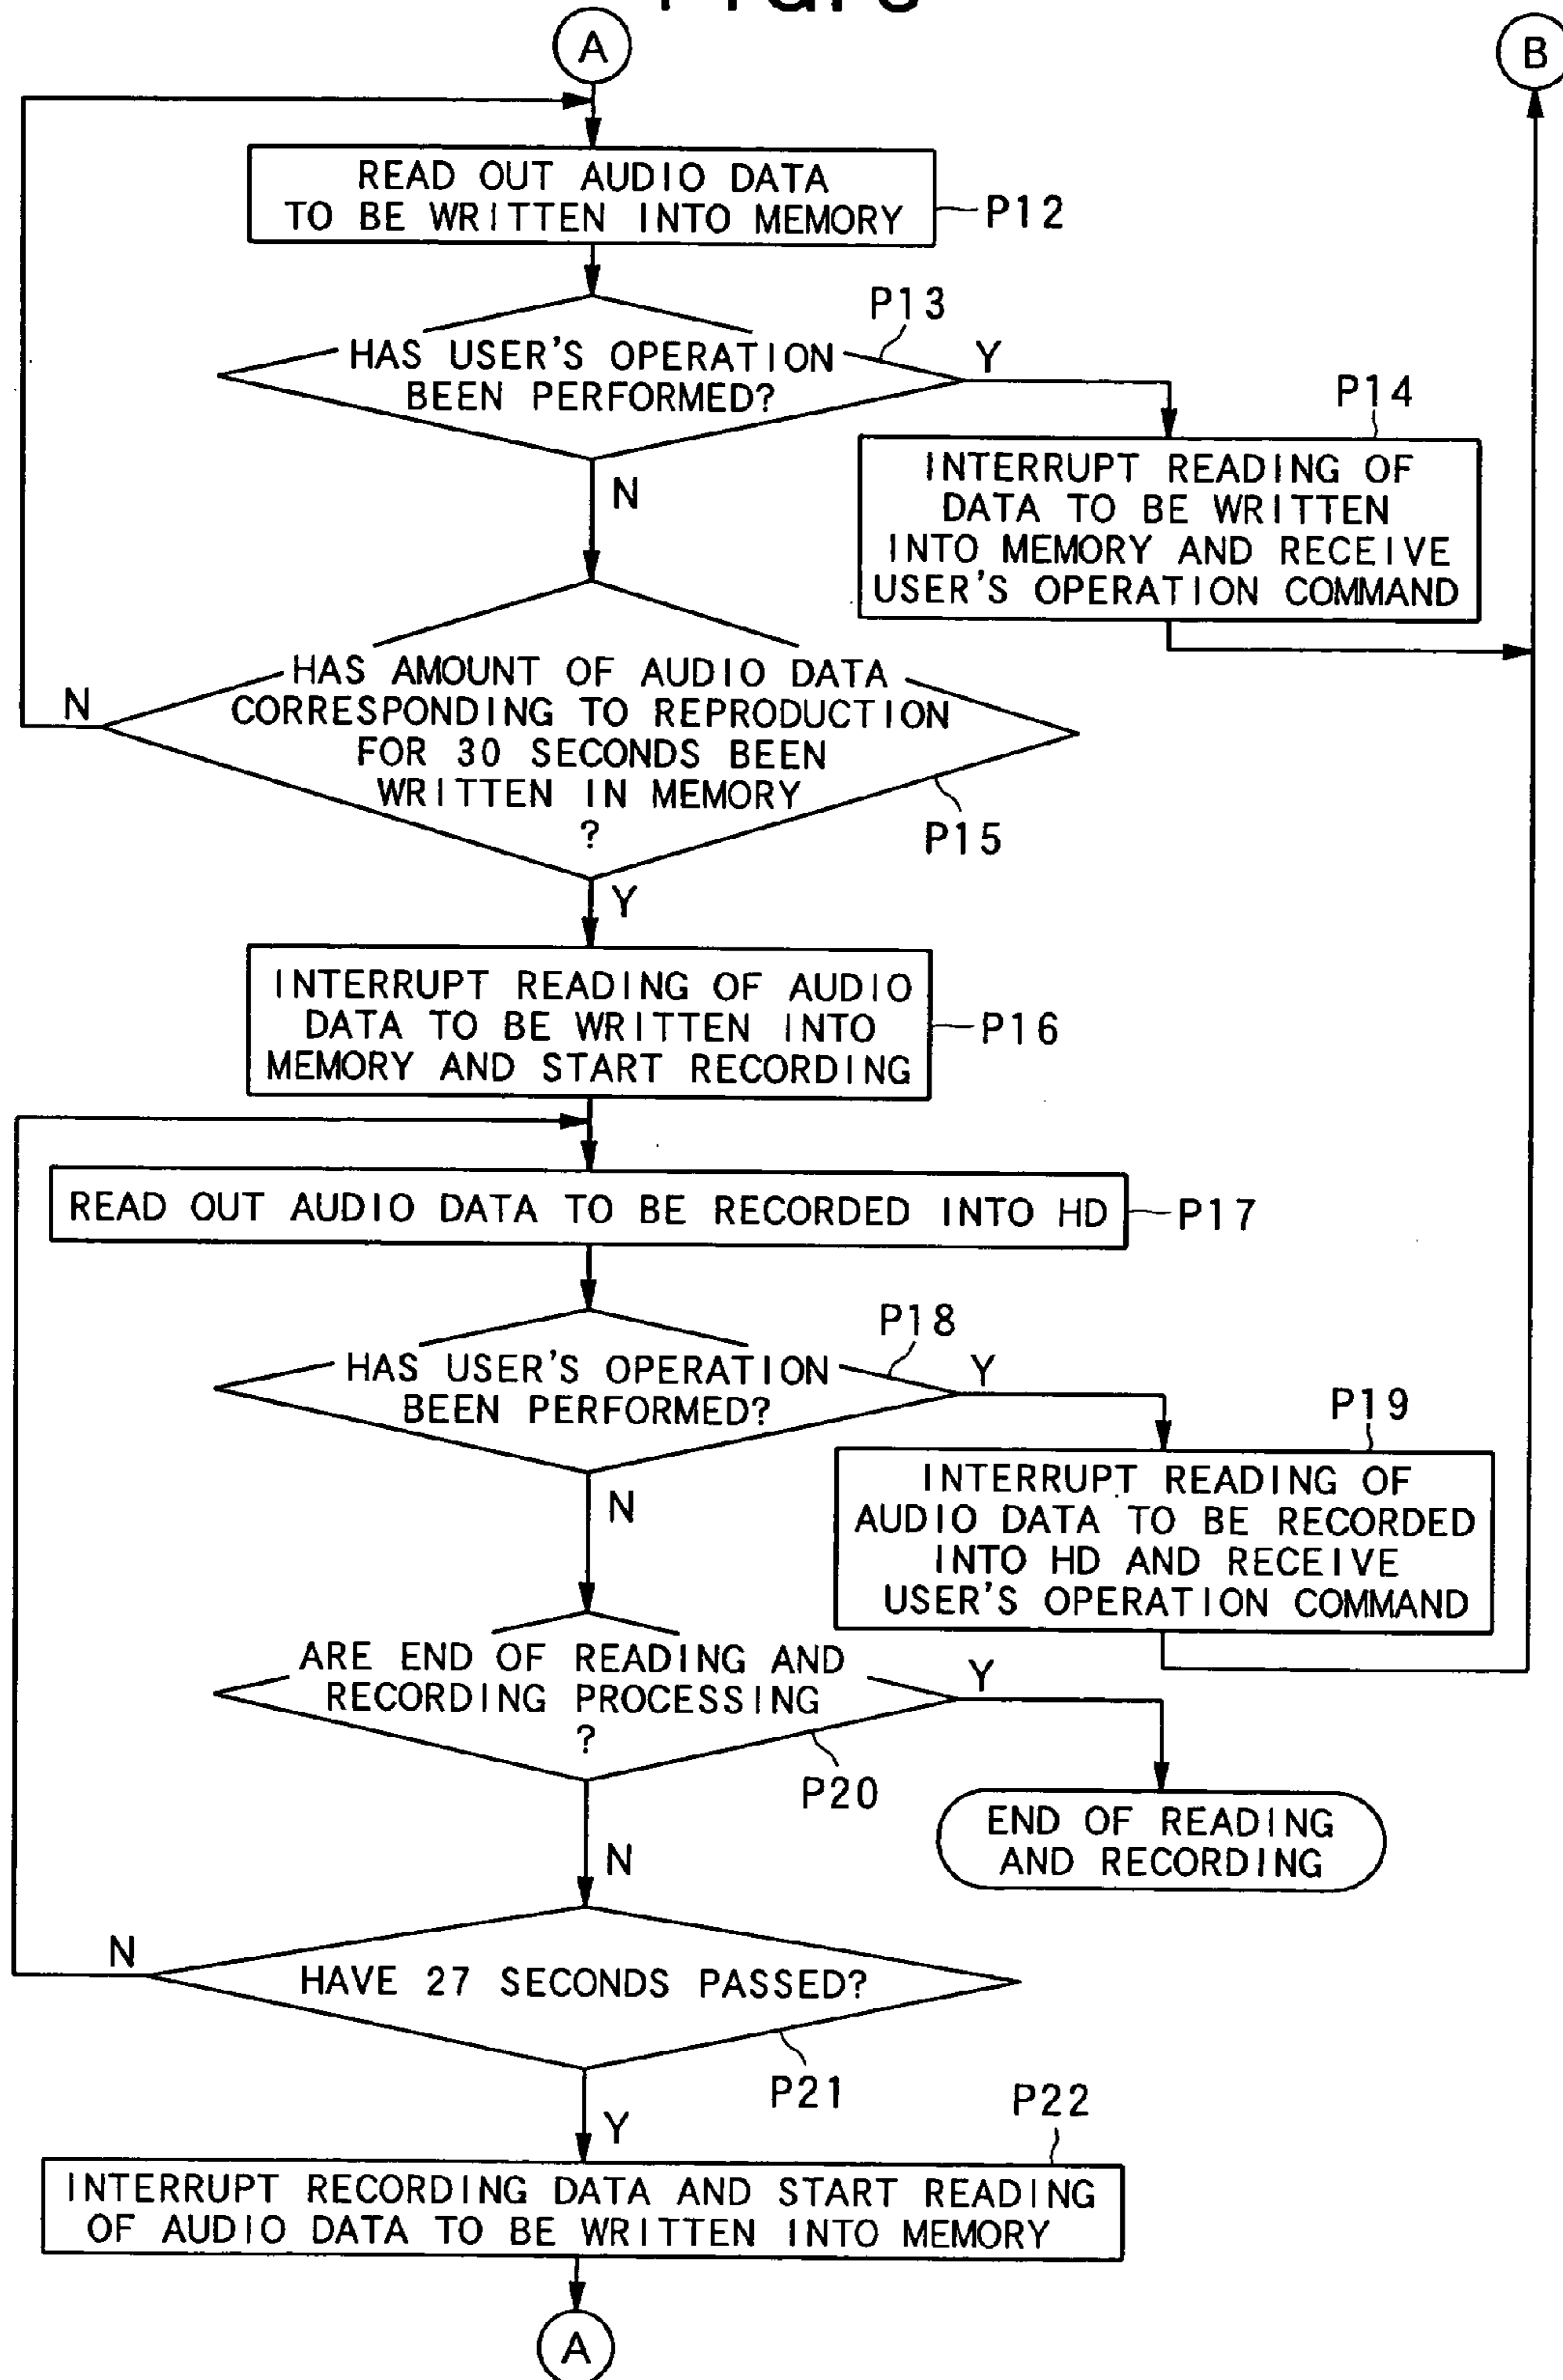 A
B
READ OUT AUDIO DATA
TO BE WRITTEN INTO MEMORY
P12
P13
HAS USER'S OPERATION
BEEN PERFORMED?
Y
N
P14
INTERRUPT READING OF
DATA TO BE WRITTEN
INTO MEMORY AND RECEIVE
USER'S OPERATION COMMAND
HAS AMOUNT OF AUDIO DATA
CORRESPONDING TO REPRODUCTION
FOR 30 SECONDS BEEN
WRITTEN IN MEMORY
?
N
P15
Y
INTERRUPT READING OF AUDIO
DATA TO BE WRITTEN INTO
MEMORY AND START RECORDING
P16
READ OUT AUDIO DATA TO BE RECORDED INTO HD
P17
P18
HAS USER'S OPERATION
BEEN PERFORMED?
Y
N
P19
INTERRUPT READING OF
AUDIO DATA TO BE RECORDED
INTO HD AND RECEIVE
USER'S OPERATION COMMAND
ARE END OF READING AND
RECORDING PROCESSING
?
Y
P20
END OF READING
AND RECORDING
N
N
HAVE 27 SECONDS PASSED?
P21
Y
P22
INTERRUPT RECORDING DATA AND START READING
OF AUDIO DATA TO BE WRITTEN INTO MEMORY
A